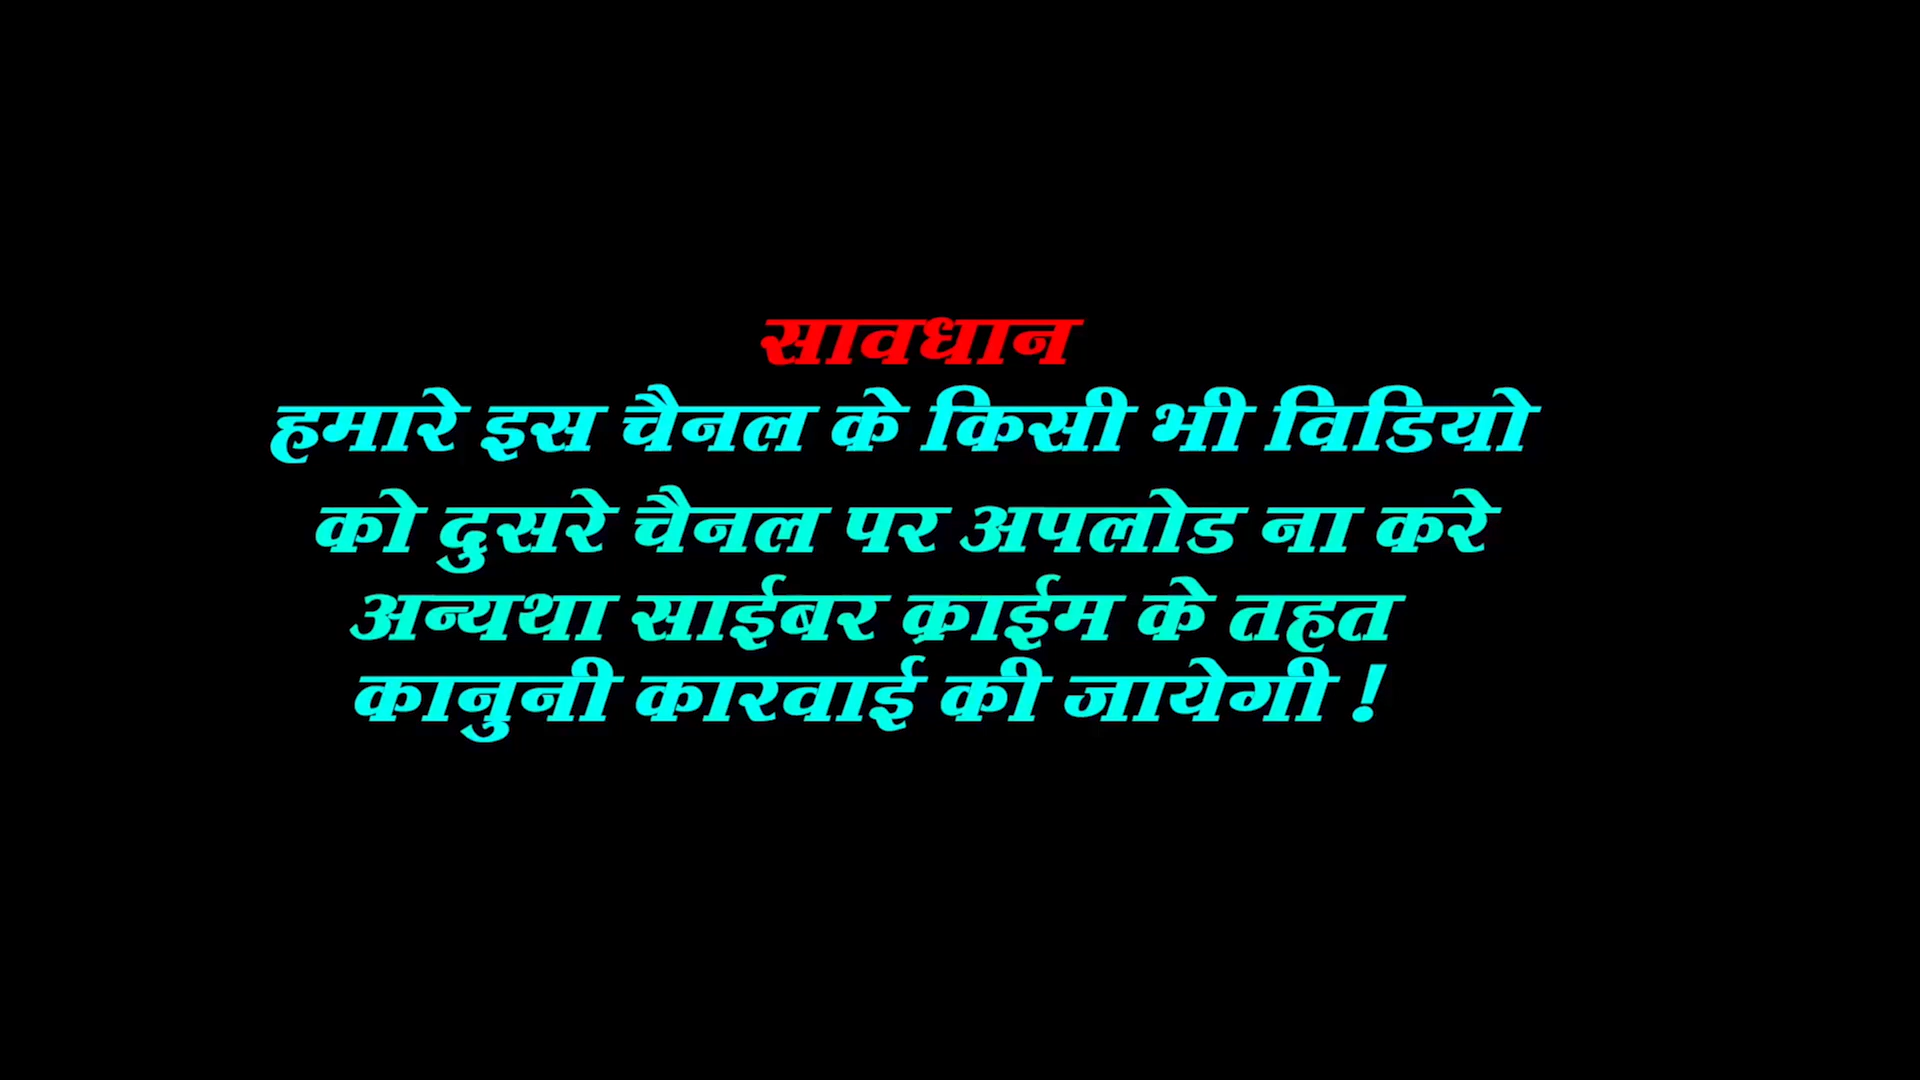 सावधान
हमारे इस चैनल के किसी भी विडियो
को दुसरे चैनल पर अपलोड ना करे
अन्यथा साईबर क्राईम के तहत
कानुनी कारवाई की जायेगी !